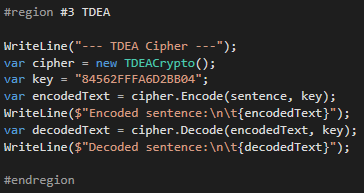 #region #3 TDEA
WriteLine("--- TDEA Cipher ---");
var cipher = new TDEACrypto();
var key = "84562FFFA6D2BB04";
var encodedText = cipher.Encode(sentence, key);
WriteLine($"Encoded sentence:\n\t{encodedText}");
var decodedText = cipher.Decode(encodedText, key);
WriteLine($"Decoded sentence:\n\t{decodedText}");
#endregion